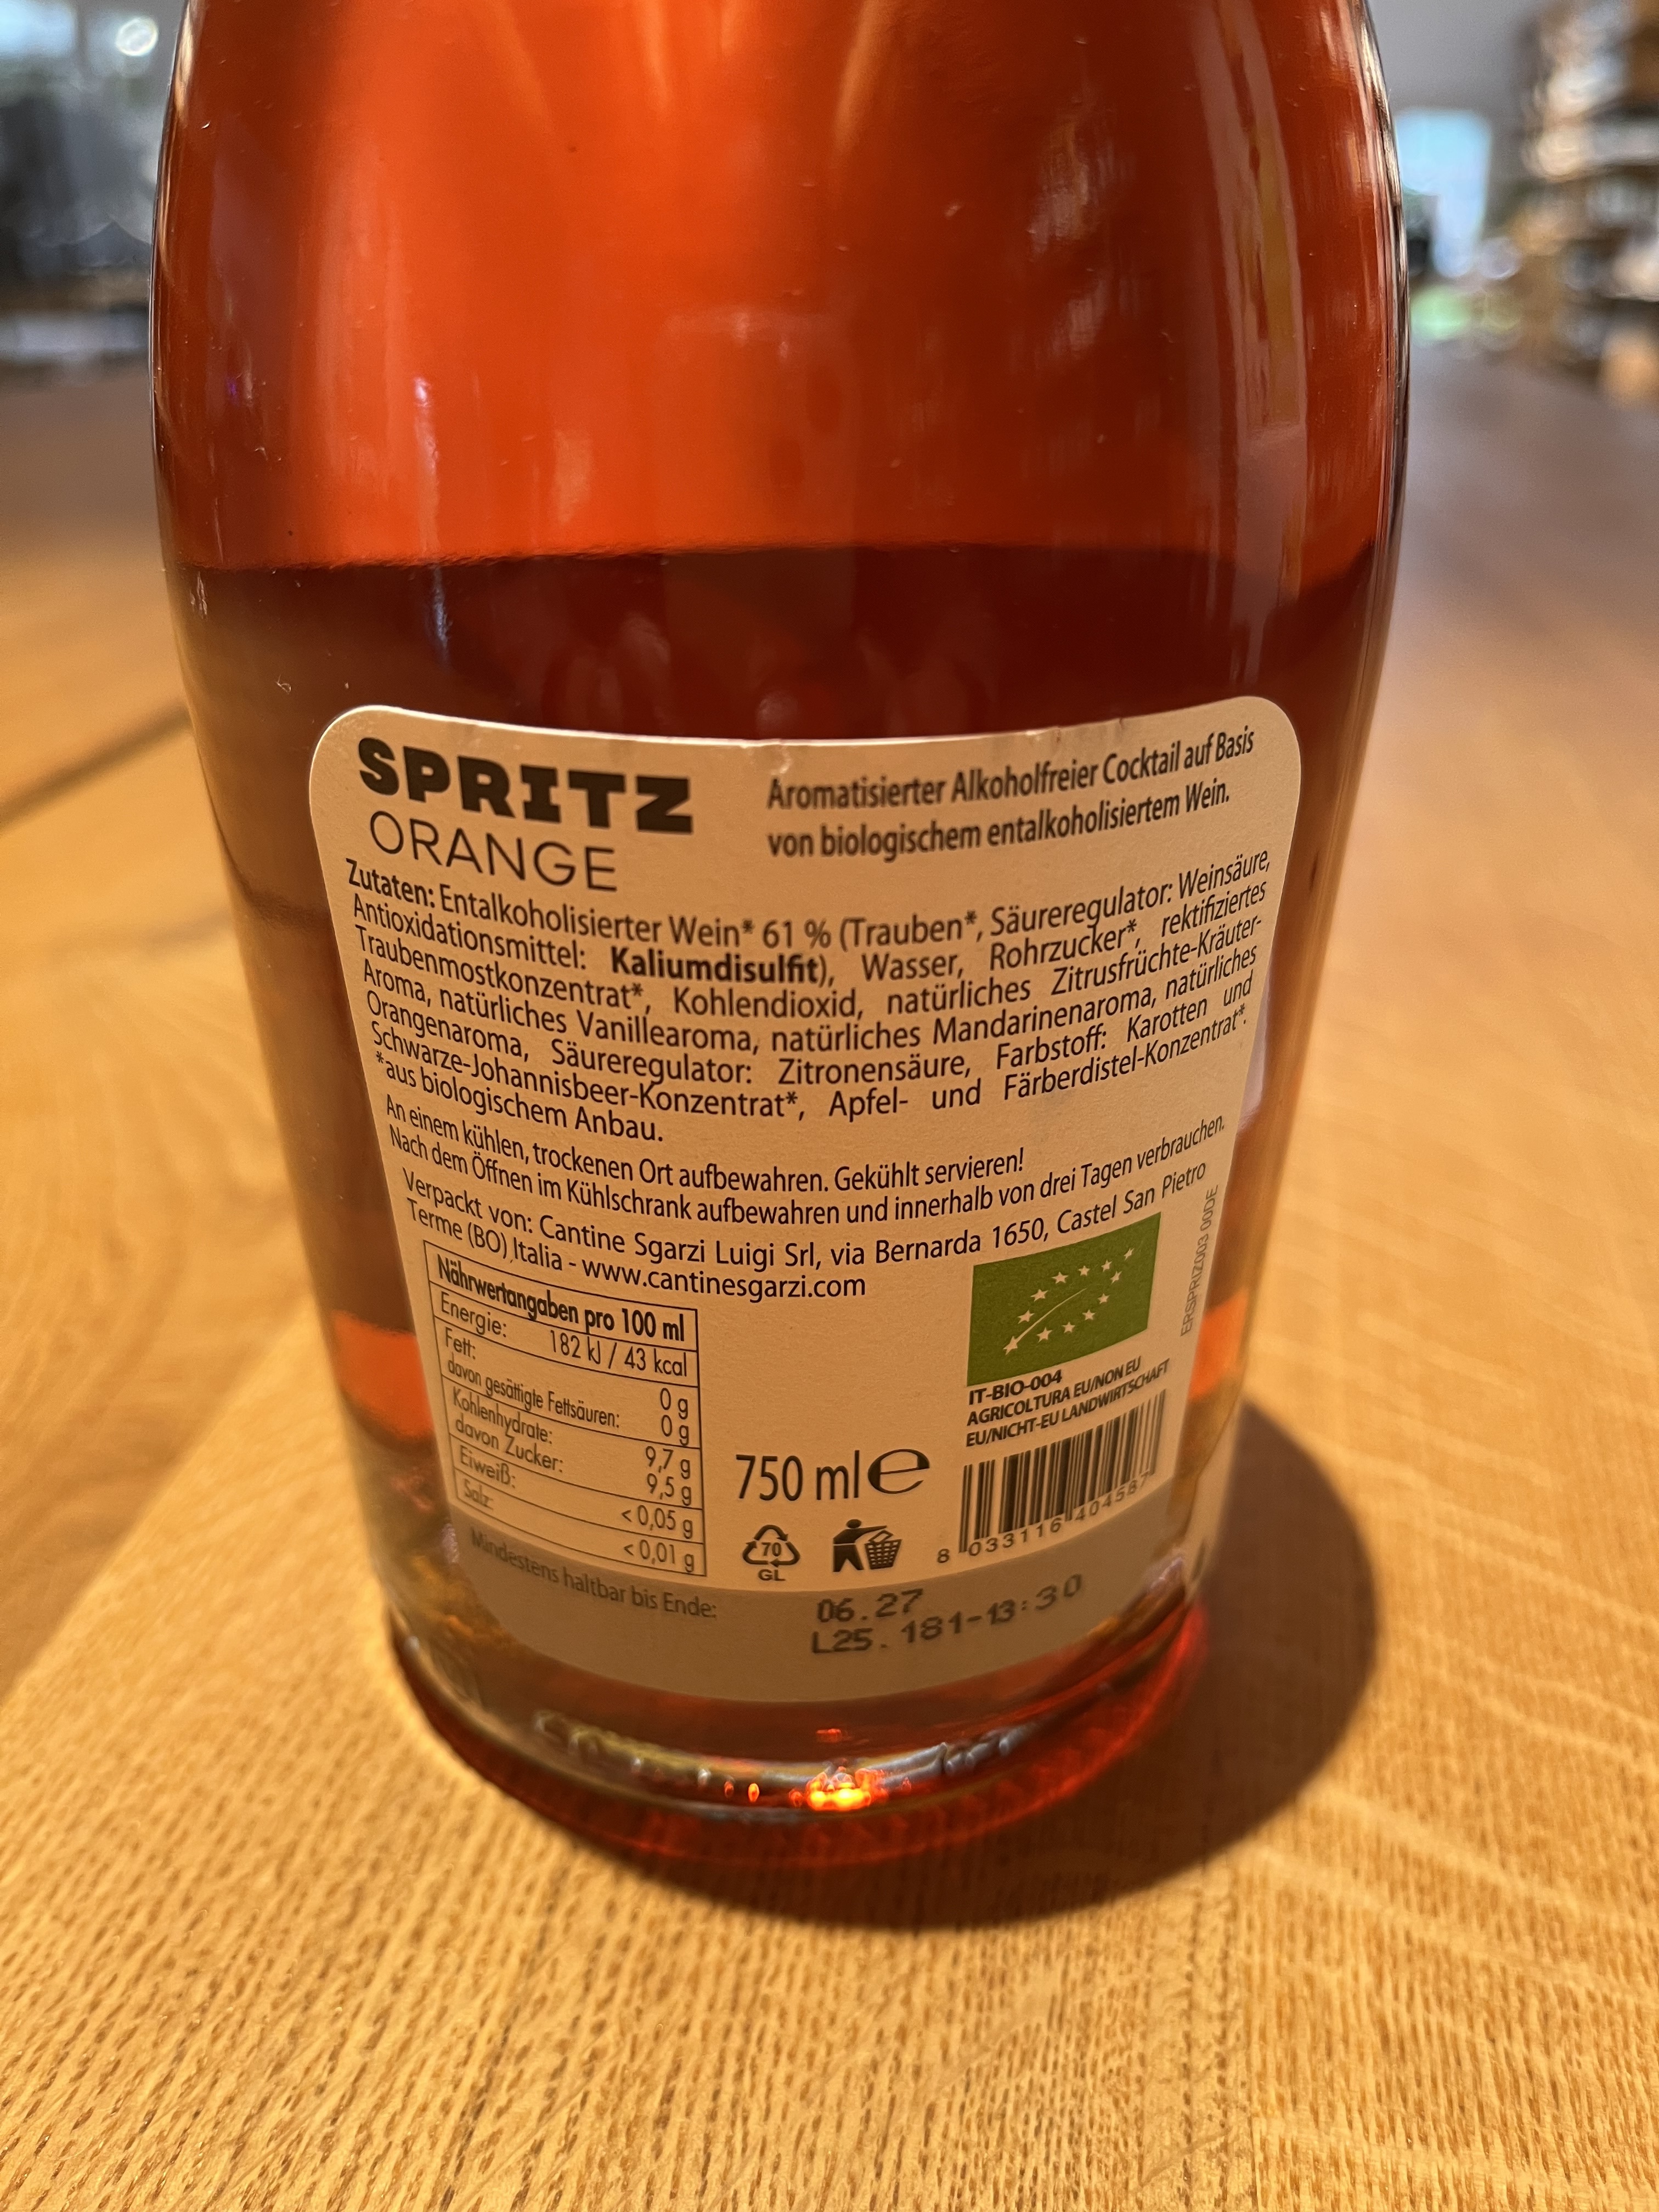 SPRITZ
ORANGE
Aromatisierter Alkoholfreier Cocktail auf Basis
von biologischem entalkoholisiertem Wein.
Zutaten: Entalkoholisierter Wein* 61 % (Trauben*, Säureregulator: Weinsäure,
Antioxidationsmittel: Kaliumdisulfit), Wasser, Rohrzucker*, rektifiziertes
Traubenmostkonzentrat*, Kohlendioxid, natürliches Zitrusfrüchte-Kräuter-
Aroma, natürliches Vanillearoma, natürliches Mandarinenaroma, natürliches
Orangenaroma, Säureregulator: Zitronensäure, Farbstoff: Karotten und
Schwarze-Johannisbeer-Konzentrat*, Apfel- und Färberdistel-Konzentrat*.
*aus biologischem Anbau.
An einem kühlen, trockenen Ort aufbewahren. Gekühlt servieren!
Nach dem Öffnen im Kühlschrank aufbewahren und innerhalb von drei Tagen verbrauchen.
Verpackt von: Cantine Sgarzi Luigi Srl, via Bernarda 1650, Castel San Pietro
Terme (BO) Italia - www.cantinesgarzi.com
Nährwertangaben pro 100 ml
Energie: 182 kJ / 43 kcal
Fett: 0 g
davon gesättigte Fettsäuren: 0 g
Kohlenhydrate: 9,7 g
davon Zucker: 9,5 g
Eiweiß: < 0,05 g
Salz: < 0,01 g
750 ml e
70
GL
IT-BIO-004
AGRICOLTURA EU/NON EU
EU/NICHT-EU LANDWIRTSCHAFT
8 033116 404587
ERSPRIZ003 00DE
Mindestens haltbar bis Ende: 06.27
L25.181-13:30